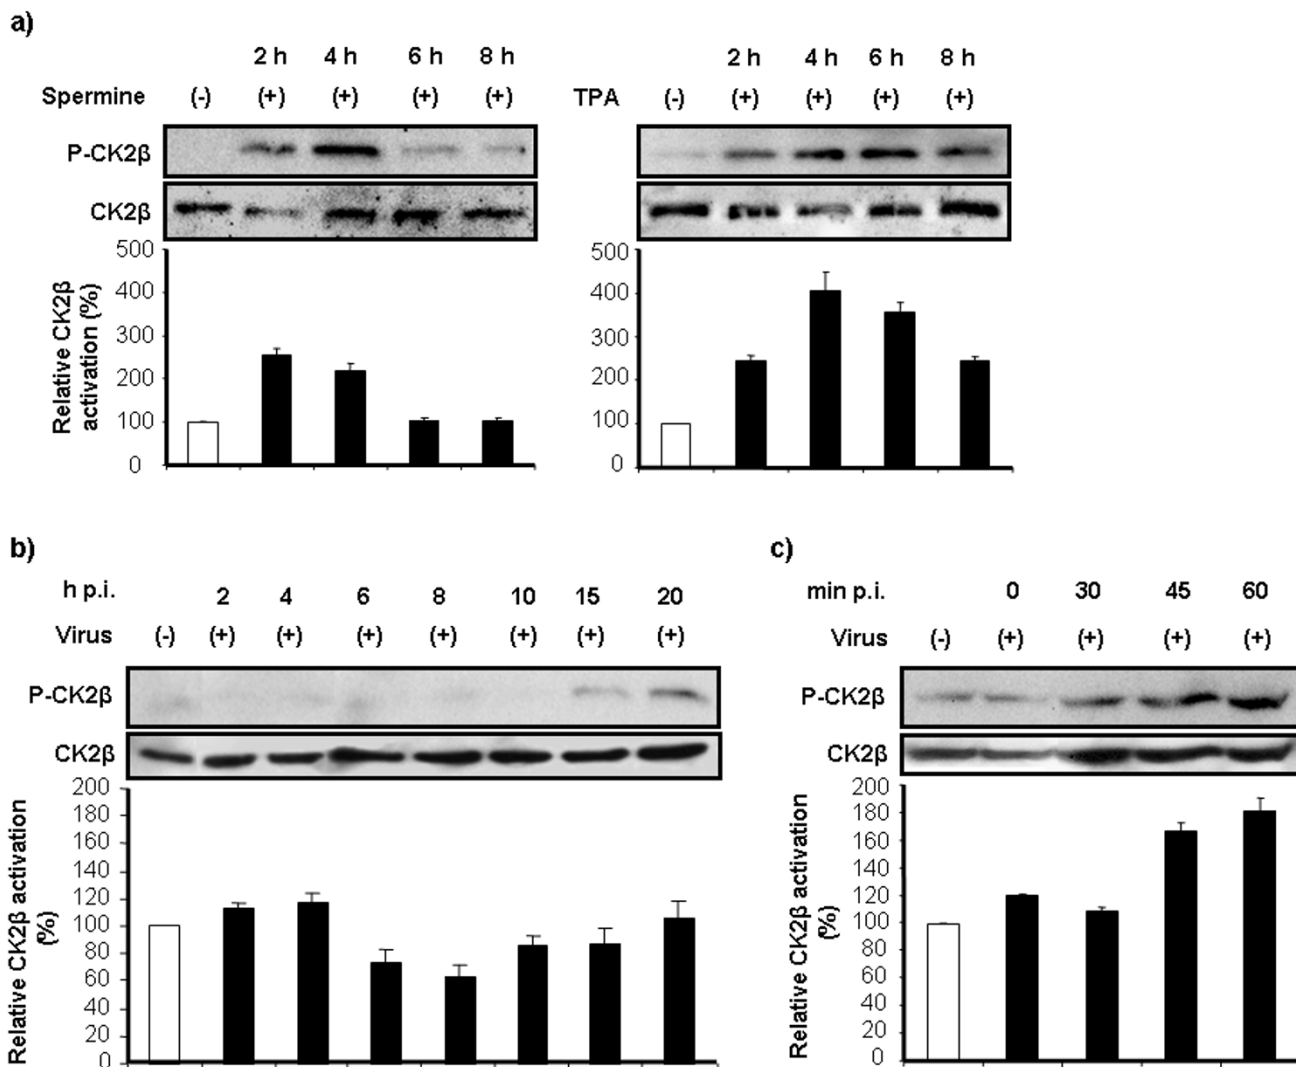 a)
2 h 4 h 6 h 8 h
Spermine (-) (+) (+) (+) (+)
P-CK2β
CK2β
500
400
300
200
100
0
Relative CK2β
activation (%)
2 h 4 h 6 h 8 h
TPA (-) (+) (+) (+) (+)
500
400
300
200
100
0
b)
h p.i. 2 4 6 8 10 15 20
Virus (-) (+) (+) (+) (+) (+) (+) (+)
P-CK2β
CK2β
200
180
160
140
120
100
80
60
40
20
0
Relative CK2β activation
(%)
c)
min p.i. 0 30 45 60
Virus (-) (+) (+) (+) (+)
P-CK2β
CK2β
200
180
160
140
120
100
80
60
40
20
0
Relative CK2β activation
(%)